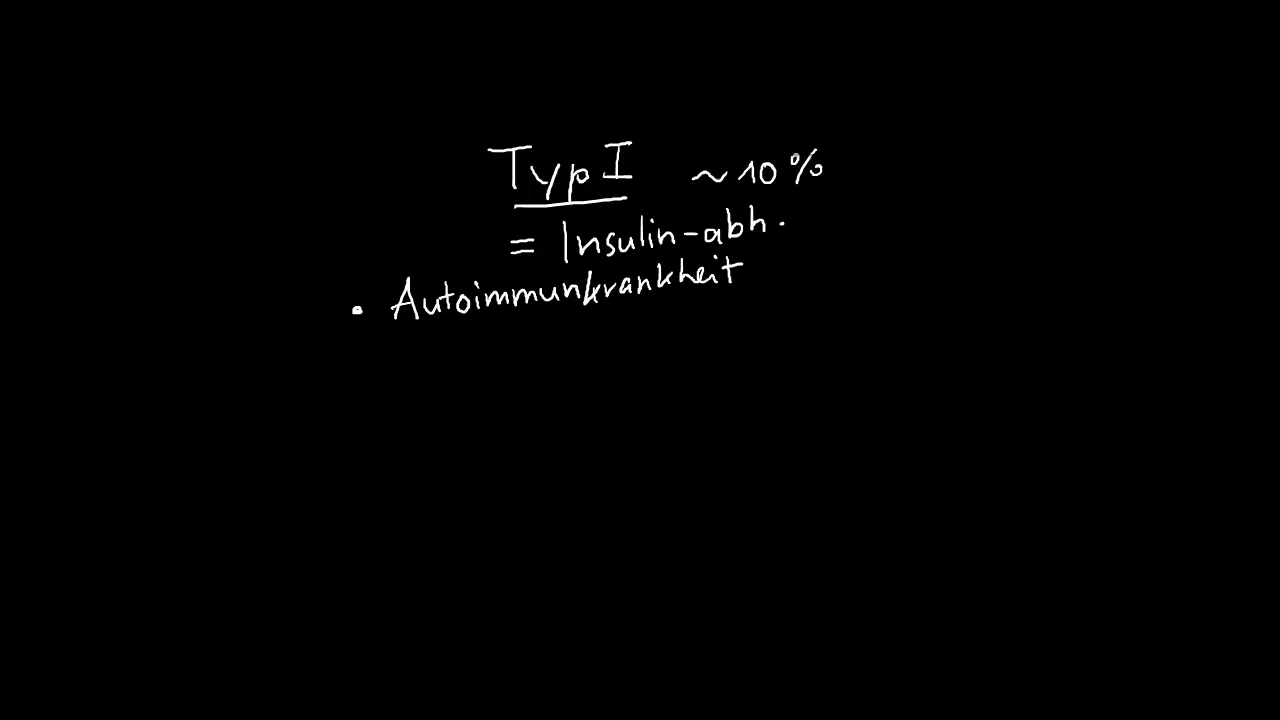 Typ I ~10%
= Insulin-abh.
• Autoimmunkrankheit